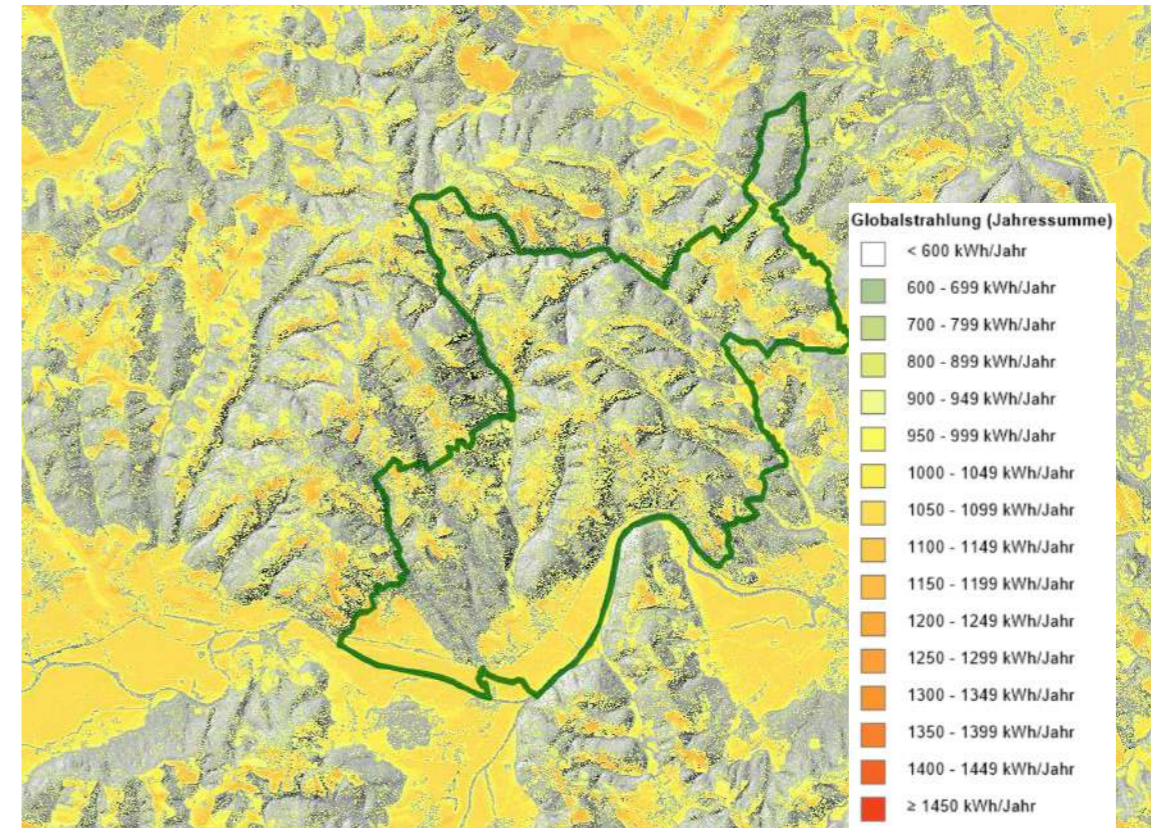 Globalstrahlung (Jahressumme)
< 600 kWh/Jahr
600 - 699 kWh/Jahr
700 - 799 kWh/Jahr
800 - 899 kWh/Jahr
900 - 949 kWh/Jahr
950 - 999 kWh/Jahr
1000 - 1049 kWh/Jahr
1050 - 1099 kWh/Jahr
1100 - 1149 kWh/Jahr
1150 - 1199 kWh/Jahr
1200 - 1249 kWh/Jahr
1250 - 1299 kWh/Jahr
1300 - 1349 kWh/Jahr
1350 - 1399 kWh/Jahr
1400 - 1449 kWh/Jahr
≥ 1450 kWh/Jahr